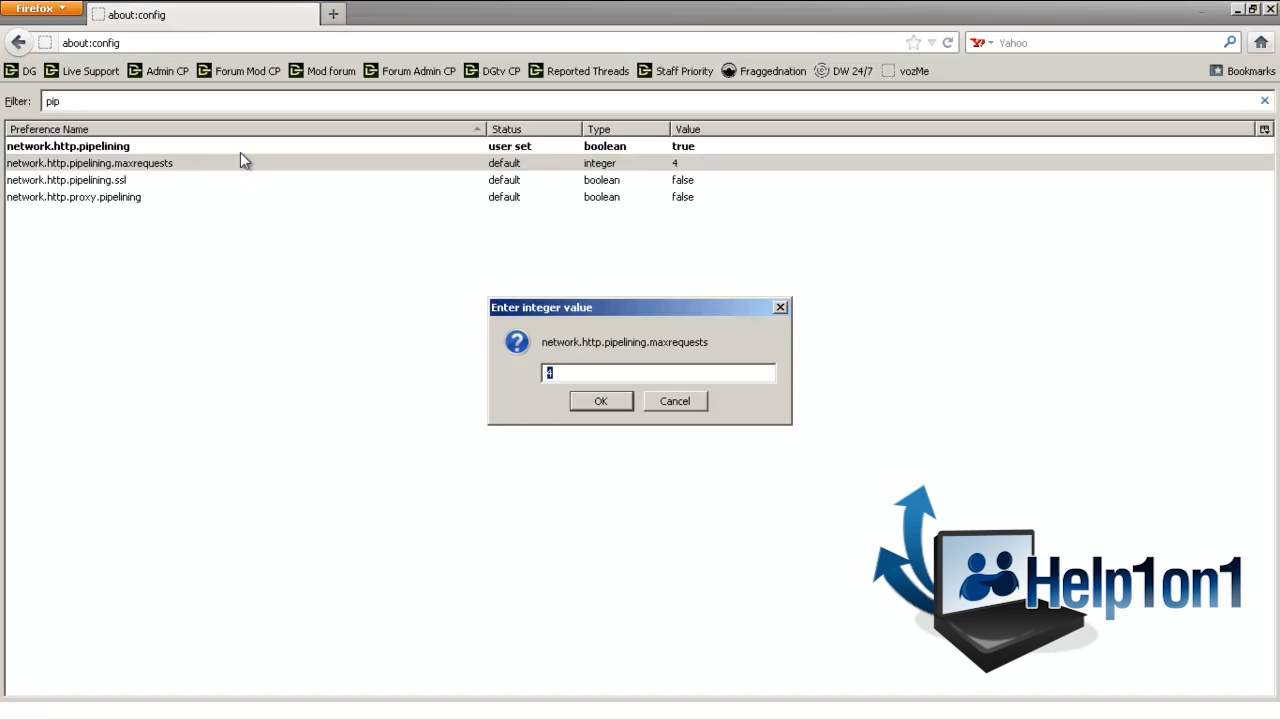 Firefox
about:config
about:config
Yahoo
DG Live Support Admin CP Forum Mod CP Mod forum Forum Admin CP DGtv CP Reported Threads Staff Priority Fraggednation DW 24/7 vozMe Bookmarks
Filter: pip
Preference Name Status Type Value
network.http.pipelining user set boolean true
network.http.pipelining.maxrequests default integer 4
network.http.pipelining.ssl default boolean false
network.http.proxy.pipelining default boolean false
Enter integer value
network.http.pipelining.maxrequests
4
OK Cancel
Help1on1